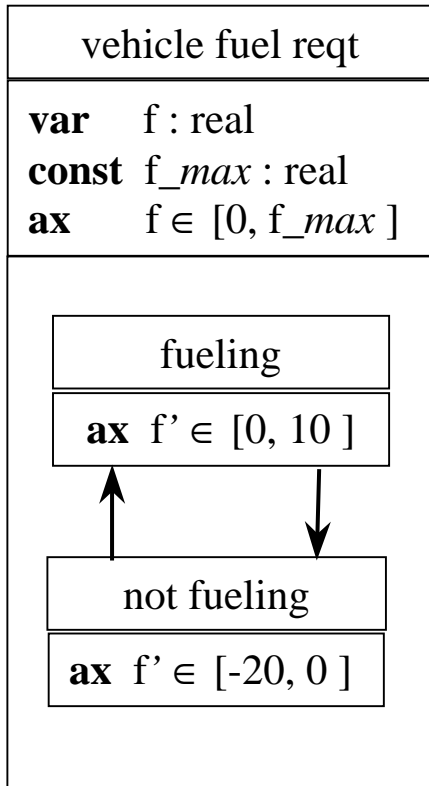 vehicle fuel reqt
var f : real
const f_max : real
ax f ∈ [0, f_max ]
fueling
ax f’ ∈ [0, 10 ]
not fueling
ax f’ ∈ [-20, 0 ]